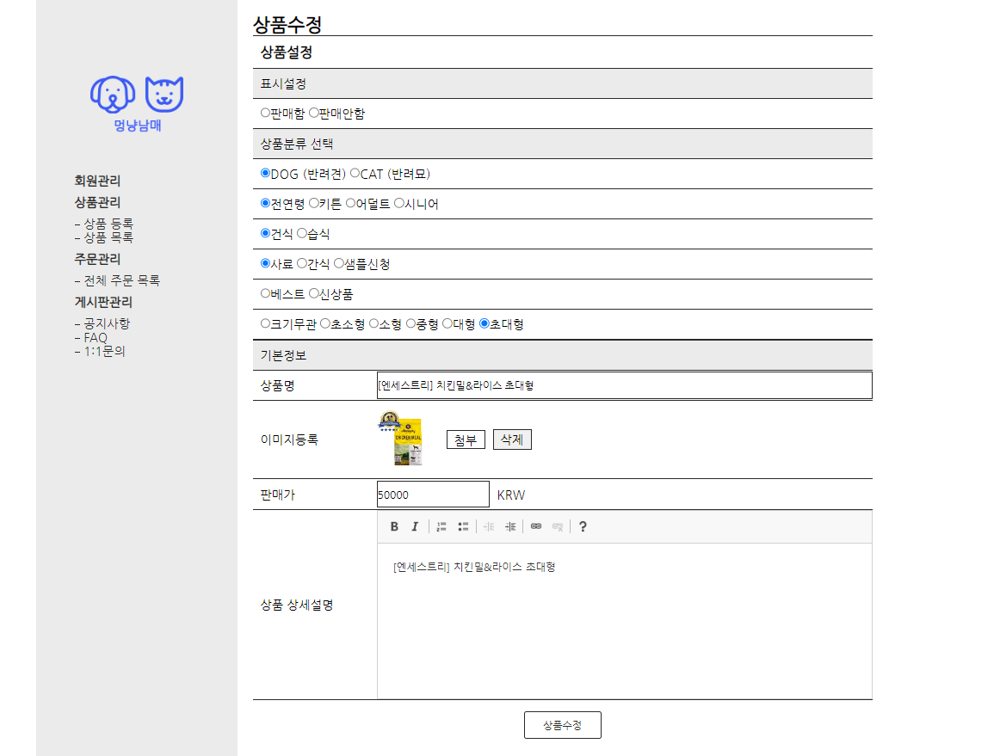 멍냥남매
회원관리
상품관리
- 상품 등록
- 상품 목록
주문관리
- 전체 주문 목록
게시판관리
- 공지사항
- FAQ
- 1:1문의
상품수정
상품설정
표시설정
판매함 판매안함
상품분류 선택
DOG (반려견) CAT (반려묘)
전연령 키튼 어덜트 시니어
건식 습식
사료 간식 샘플신청
베스트 신상품
크기무관 초소형 소형 중형 대형 초대형
기본정보
상품명 [엔세스트리] 치킨밀&라이스 초대형
이미지등록 CHICKEN MEAL 첨부 삭제
판매가 50000 KRW
B I ?
상품 상세설명 [엔세스트리] 치킨밀&라이스 초대형
상품수정